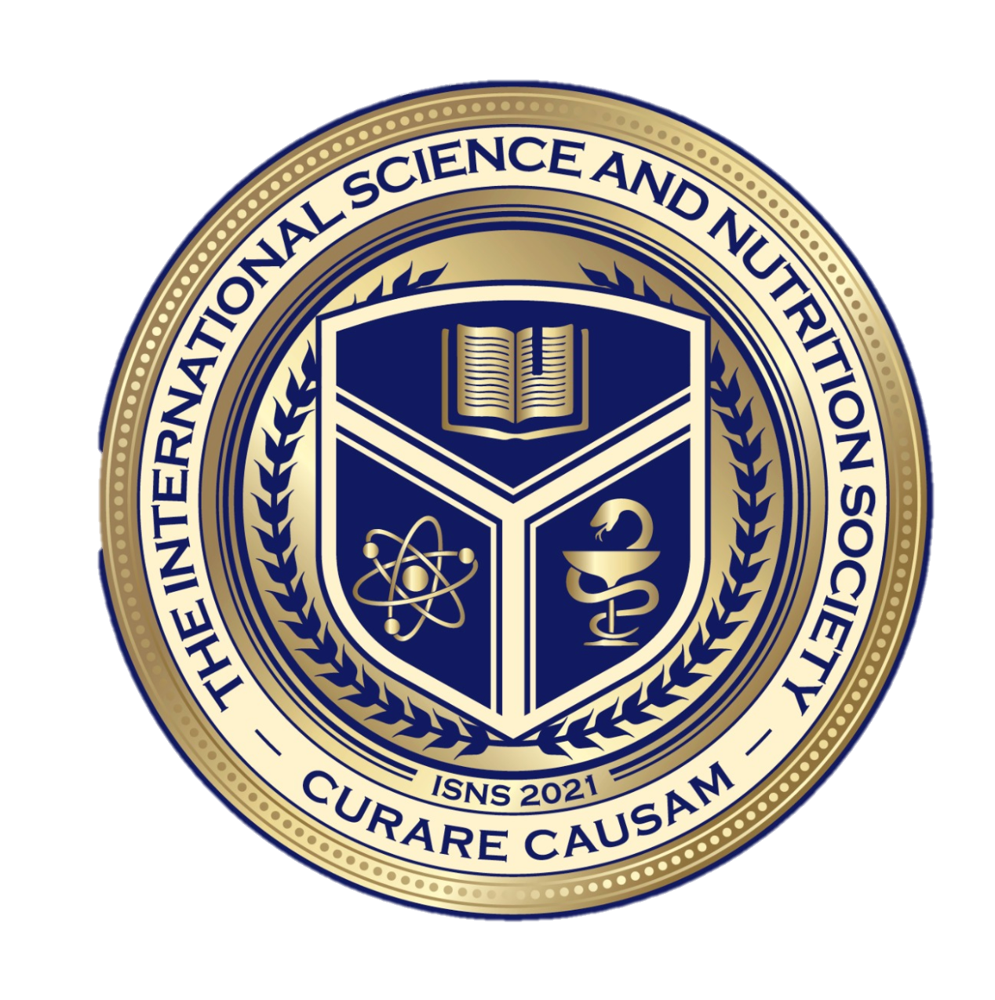 THE INTERNATIONAL SCIENCE AND NUTRITION SOCIETY
ISNS 2021
CURARE CAUSAM